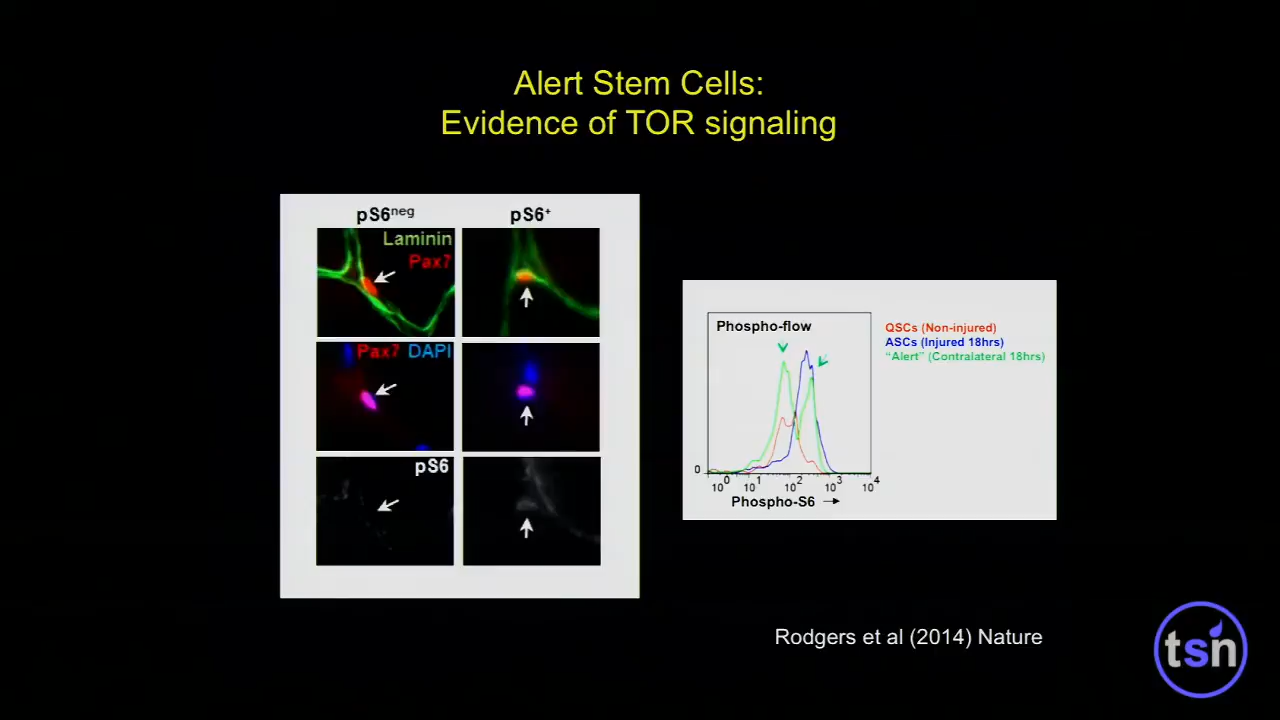 Alert Stem Cells:
Evidence of TOR signaling
pS6neg
pS6+
Laminin
Pax7
Pax7 DAPI
pS6
Phospho-flow
QSCs (Non-injured)
ASCs (Injured 18hrs)
“Alert” (Contralateral 18hrs)
0
10^0 10^1 10^2 10^3 10^4
Phospho-S6
Rodgers et al (2014) Nature
tsn